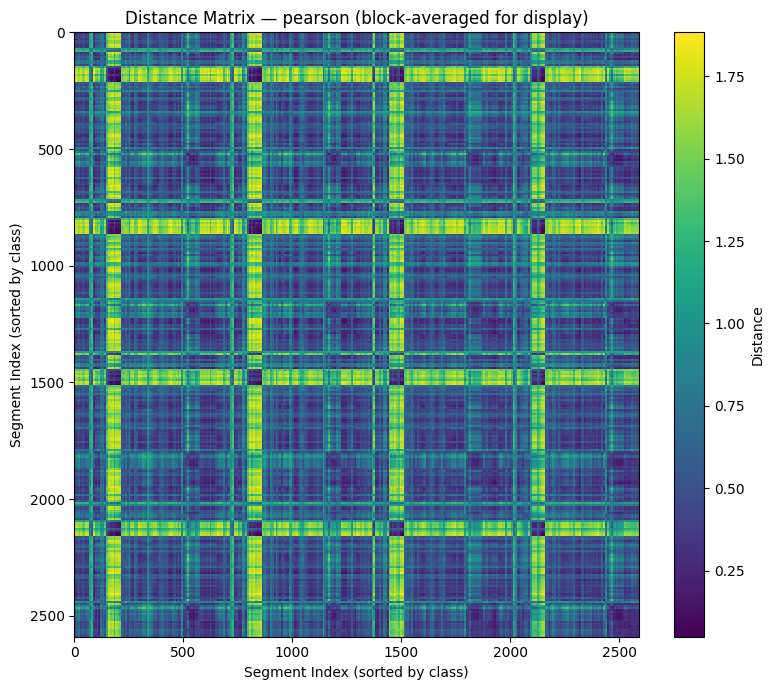 Distance Matrix — pearson (block-averaged for display)
0
500
1000
1500
2000
2500
Segment Index (sorted by class)
0 500 1000 1500 2000 2500
Segment Index (sorted by class)
1.75
1.50
1.25
1.00
0.75
0.50
0.25
Distance